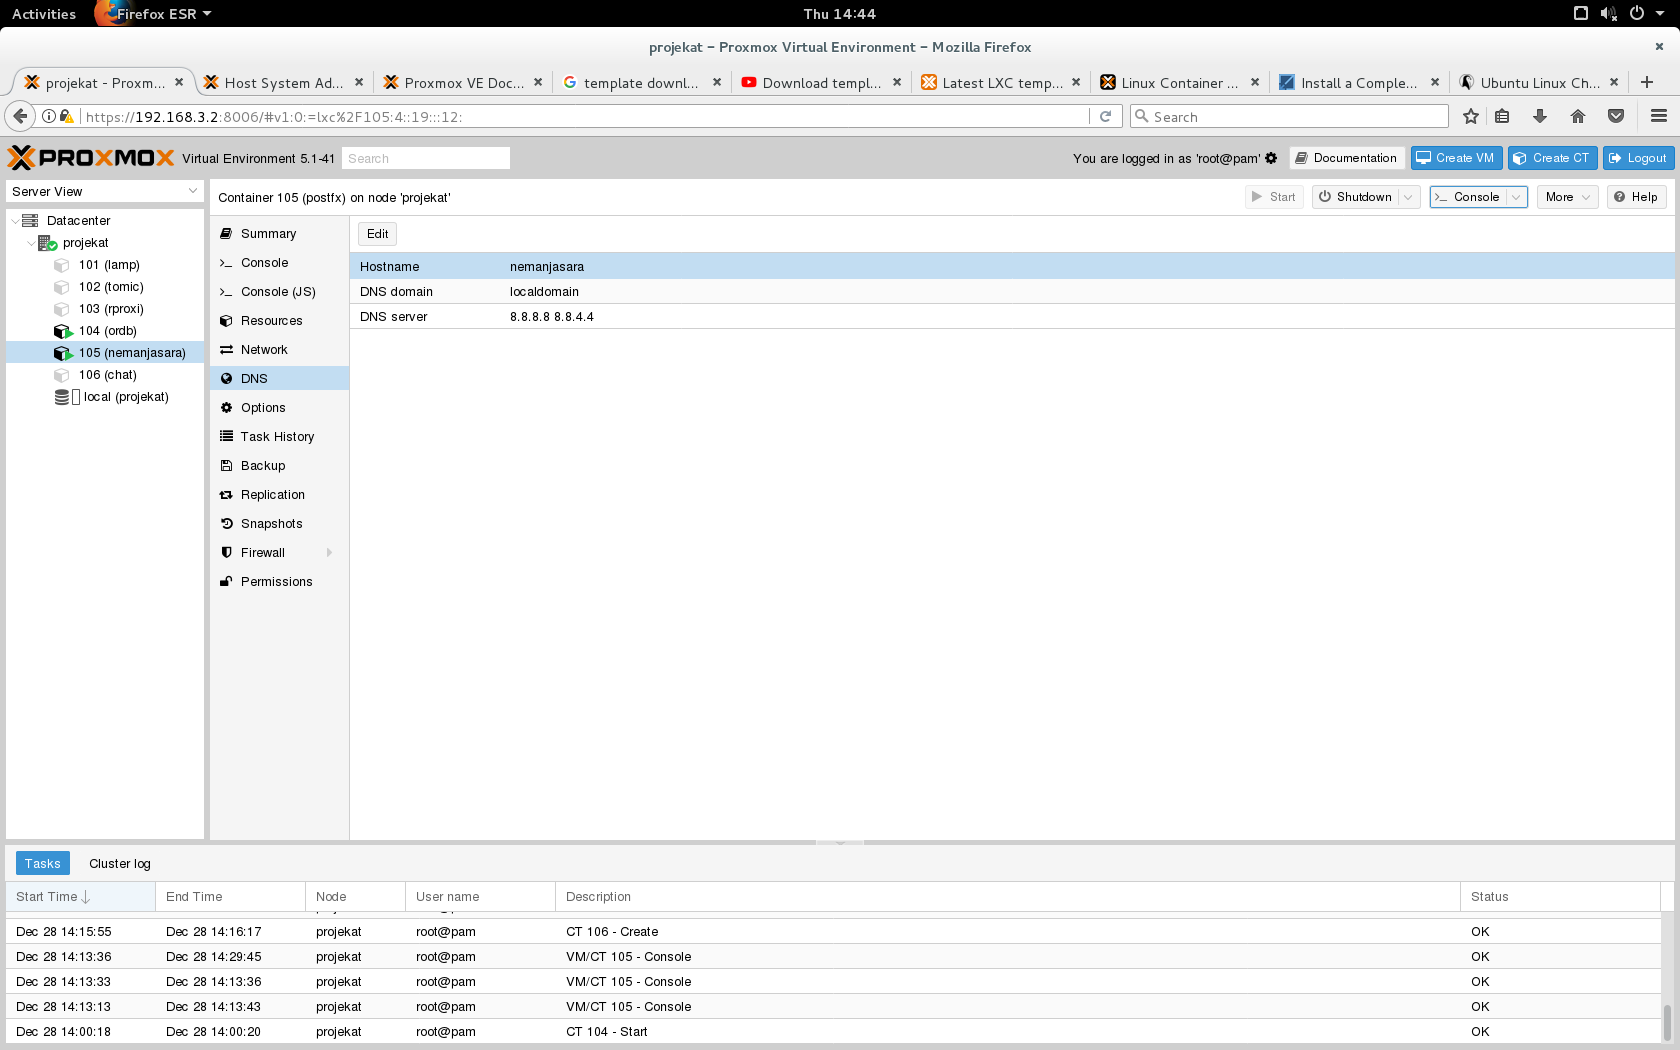 Activities Firefox ESR Thu 14:44
projekat – Proxmox Virtual Environment – Mozilla Firefox
projekat - Proxm... Host System Ad... Proxmox VE Doc... template downl... Download templ... Latest LXC temp... Linux Container ... Install a Comple... Ubuntu Linux Ch...
https://192.168.3.2:8006/#v1:0:=lxc%2F105:4::19:::12: Search
PROXMOX Virtual Environment 5.1-41 Search You are logged in as 'root@pam' Documentation Create VM Create CT Logout
Server View
Container 105 (postfx) on node 'projekat' Start Shutdown Console More Help
Datacenter
projekat
101 (lamp)
102 (tomic)
103 (rproxi)
104 (ordb)
105 (nemanjasara)
106 (chat)
local (projekat)
Summary
Console
Console (JS)
Resources
Network
DNS
Options
Task History
Backup
Replication
Snapshots
Firewall
Permissions
Edit
Hostname nemanjasara
DNS domain localdomain
DNS server 8.8.8.8 8.8.4.4
Tasks Cluster log
Start Time End Time Node User name Description Status
Dec 28 14:15:55 Dec 28 14:16:17 projekat root@pam CT 106 - Create OK
Dec 28 14:13:36 Dec 28 14:29:45 projekat root@pam VM/CT 105 - Console OK
Dec 28 14:13:33 Dec 28 14:13:36 projekat root@pam VM/CT 105 - Console OK
Dec 28 14:13:13 Dec 28 14:13:43 projekat root@pam VM/CT 105 - Console OK
Dec 28 14:00:18 Dec 28 14:00:20 projekat root@pam CT 104 - Start OK